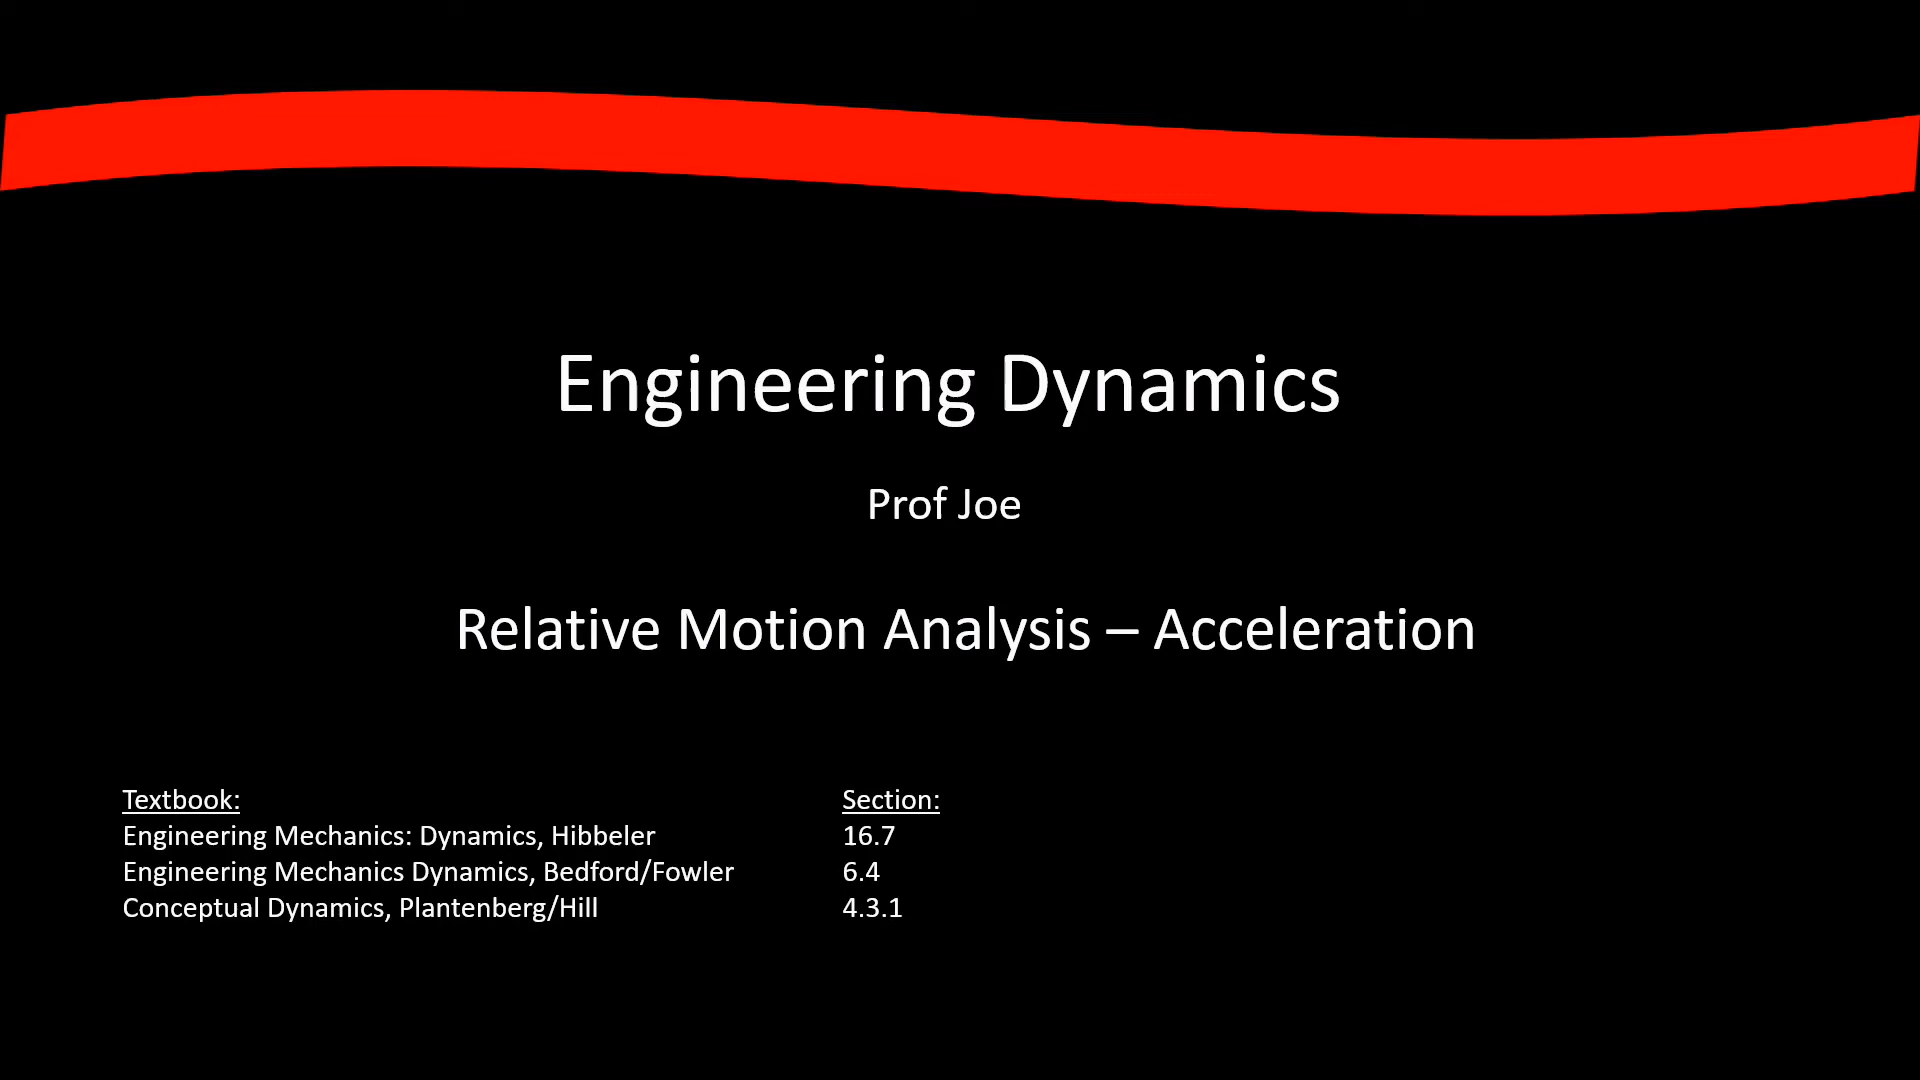 Engineering Dynamics
Prof Joe
Relative Motion Analysis – Acceleration
Textbook: Section:
Engineering Mechanics: Dynamics, Hibbeler 16.7
Engineering Mechanics Dynamics, Bedford/Fowler 6.4
Conceptual Dynamics, Plantenberg/Hill 4.3.1